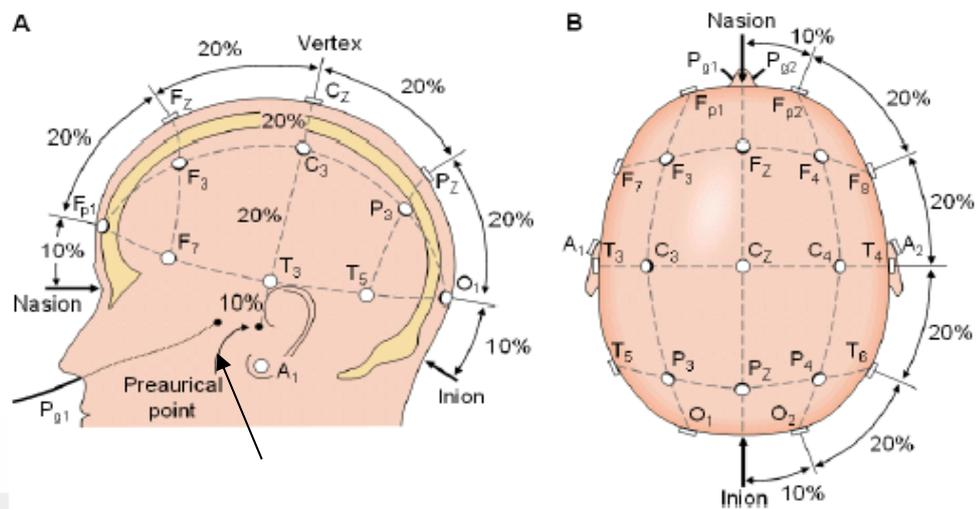 A
20%
Vertex
20%
FZ
CZ
20%
20%
20%
F3
C3
PZ
Fp1
P3
20%
20%
F7
10%
Nasion
T3
T5
O1
10%
10%
A1
Preaurical
point
Inion
Pg1
B
Nasion
10%
Pg1
Pg2
Fp1
Fp2
20%
F7
F3
FZ
F4
F8
20%
A1
T3
C3
CZ
C4
T4
A2
20%
T5
P3
PZ
P4
T6
O1
O2
20%
Inion
10%